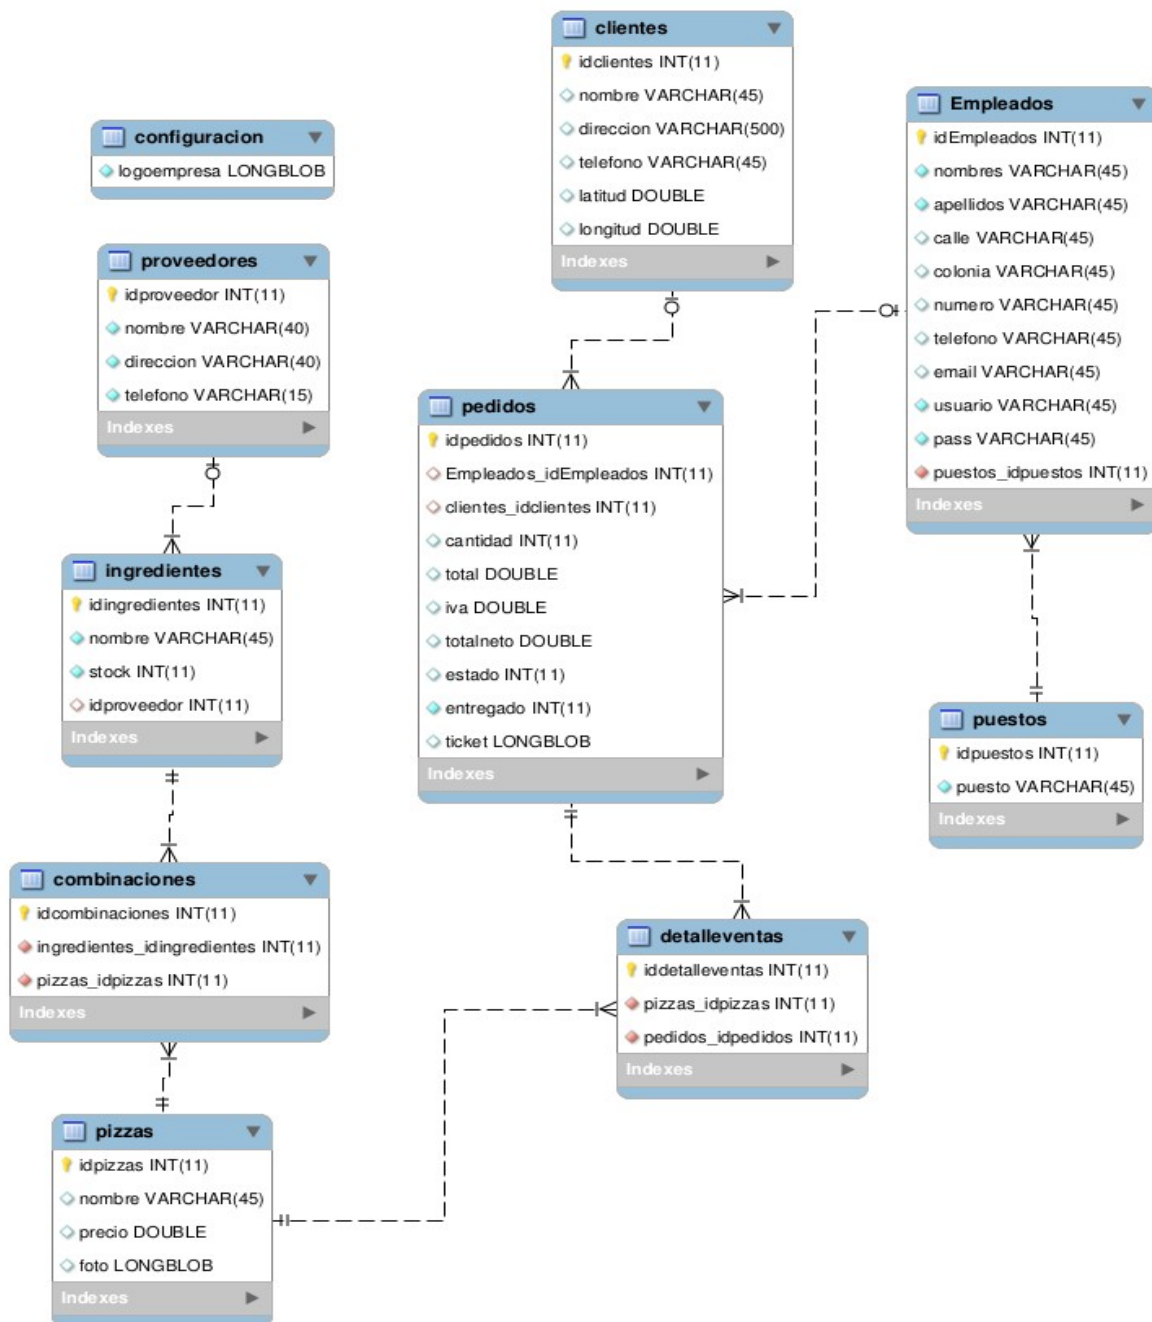 clientes
idclientes INT(11)
nombre VARCHAR(45)
direccion VARCHAR(500)
telefono VARCHAR(45)
latitud DOUBLE
longitud DOUBLE
Indexes
Empleados
idEmpleados INT(11)
nombres VARCHAR(45)
apellidos VARCHAR(45)
calle VARCHAR(45)
colonia VARCHAR(45)
numero VARCHAR(45)
telefono VARCHAR(45)
email VARCHAR(45)
usuario VARCHAR(45)
pass VARCHAR(45)
puestos_idpuestos INT(11)
Indexes
configuracion
logoempresa LONGBLOB
proveedores
idproveedor INT(11)
nombre VARCHAR(40)
direccion VARCHAR(40)
telefono VARCHAR(15)
Indexes
pedidos
idpedidos INT(11)
Empleados_idEmpleados INT(11)
clientes_idclientes INT(11)
cantidad INT(11)
total DOUBLE
iva DOUBLE
totalneto DOUBLE
estado INT(11)
entregado INT(11)
ticket LONGBLOB
Indexes
ingredientes
idingredientes INT(11)
nombre VARCHAR(45)
stock INT(11)
idproveedor INT(11)
Indexes
puestos
idpuestos INT(11)
puesto VARCHAR(45)
Indexes
combinaciones
idcombinaciones INT(11)
ingredientes_idingredientes INT(11)
pizzas_idpizzas INT(11)
Indexes
detalleventas
iddetalleventas INT(11)
pizzas_idpizzas INT(11)
pedidos_idpedidos INT(11)
Indexes
pizzas
idpizzas INT(11)
nombre VARCHAR(45)
precio DOUBLE
foto LONGBLOB
Indexes